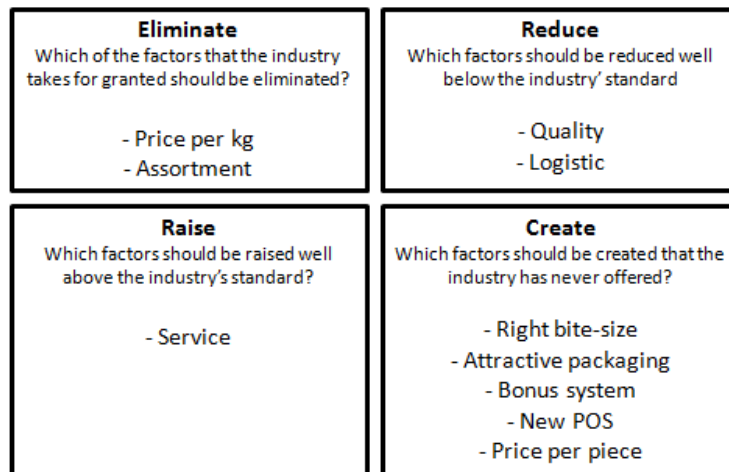 Eliminate
Which of the factors that the industry
takes for granted should be eliminated?
- Price per kg
- Assortment
Reduce
Which factors should be reduced well
below the industry' standard
- Quality
- Logistic
Raise
Which factors should be raised well
above the industry's standard?
- Service
Create
Which factors should be created that the
industry has never offered?
- Right bite-size
- Attractive packaging
- Bonus system
- New POS
- Price per piece